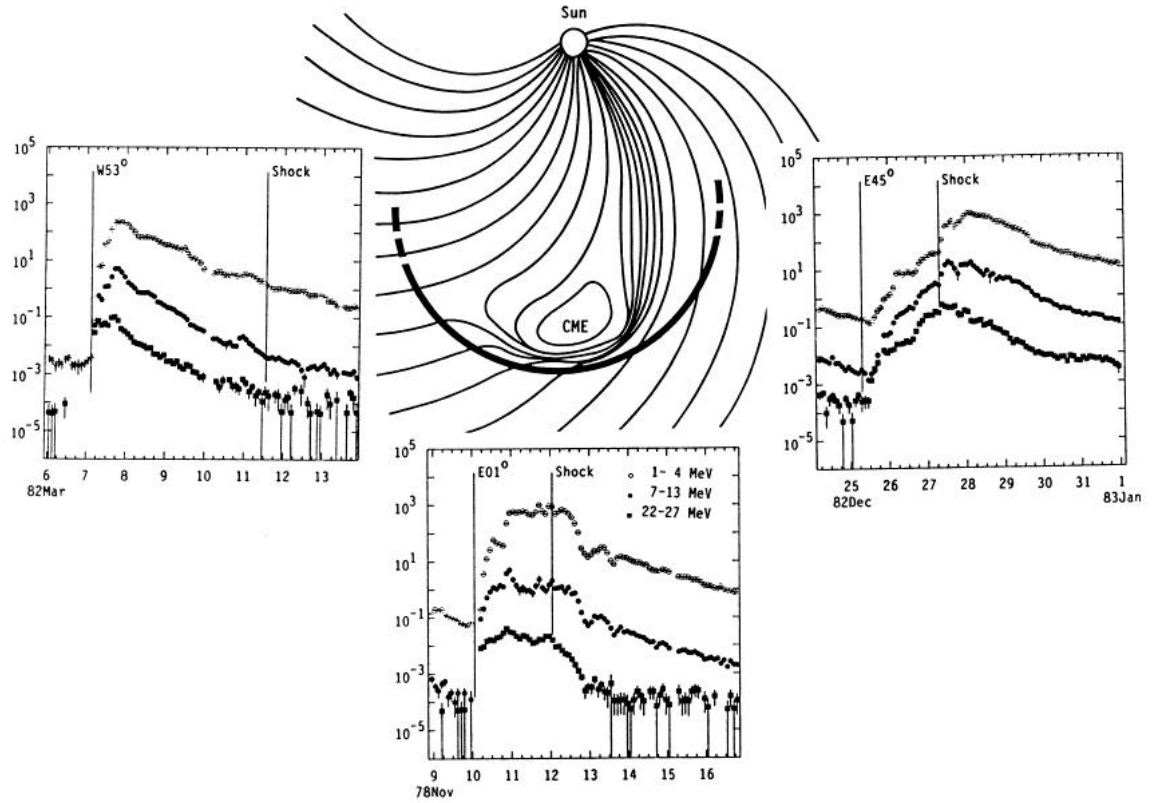 Sun
CME
10^5
10^3
10^1
10^-1
10^-3
10^-5
W53°
Shock
6 7 8 9 10 11 12 13
82Mar
10^5
10^3
10^1
10^-1
10^-3
10^-5
E01°
Shock
1- 4 MeV
7-13 MeV
22-27 MeV
9 10 11 12 13 14 15 16
78Nov
10^5
10^3
10^1
10^-1
10^-3
10^-5
E45°
Shock
25 26 27 28 29 30 31 1
82Dec 83Jan